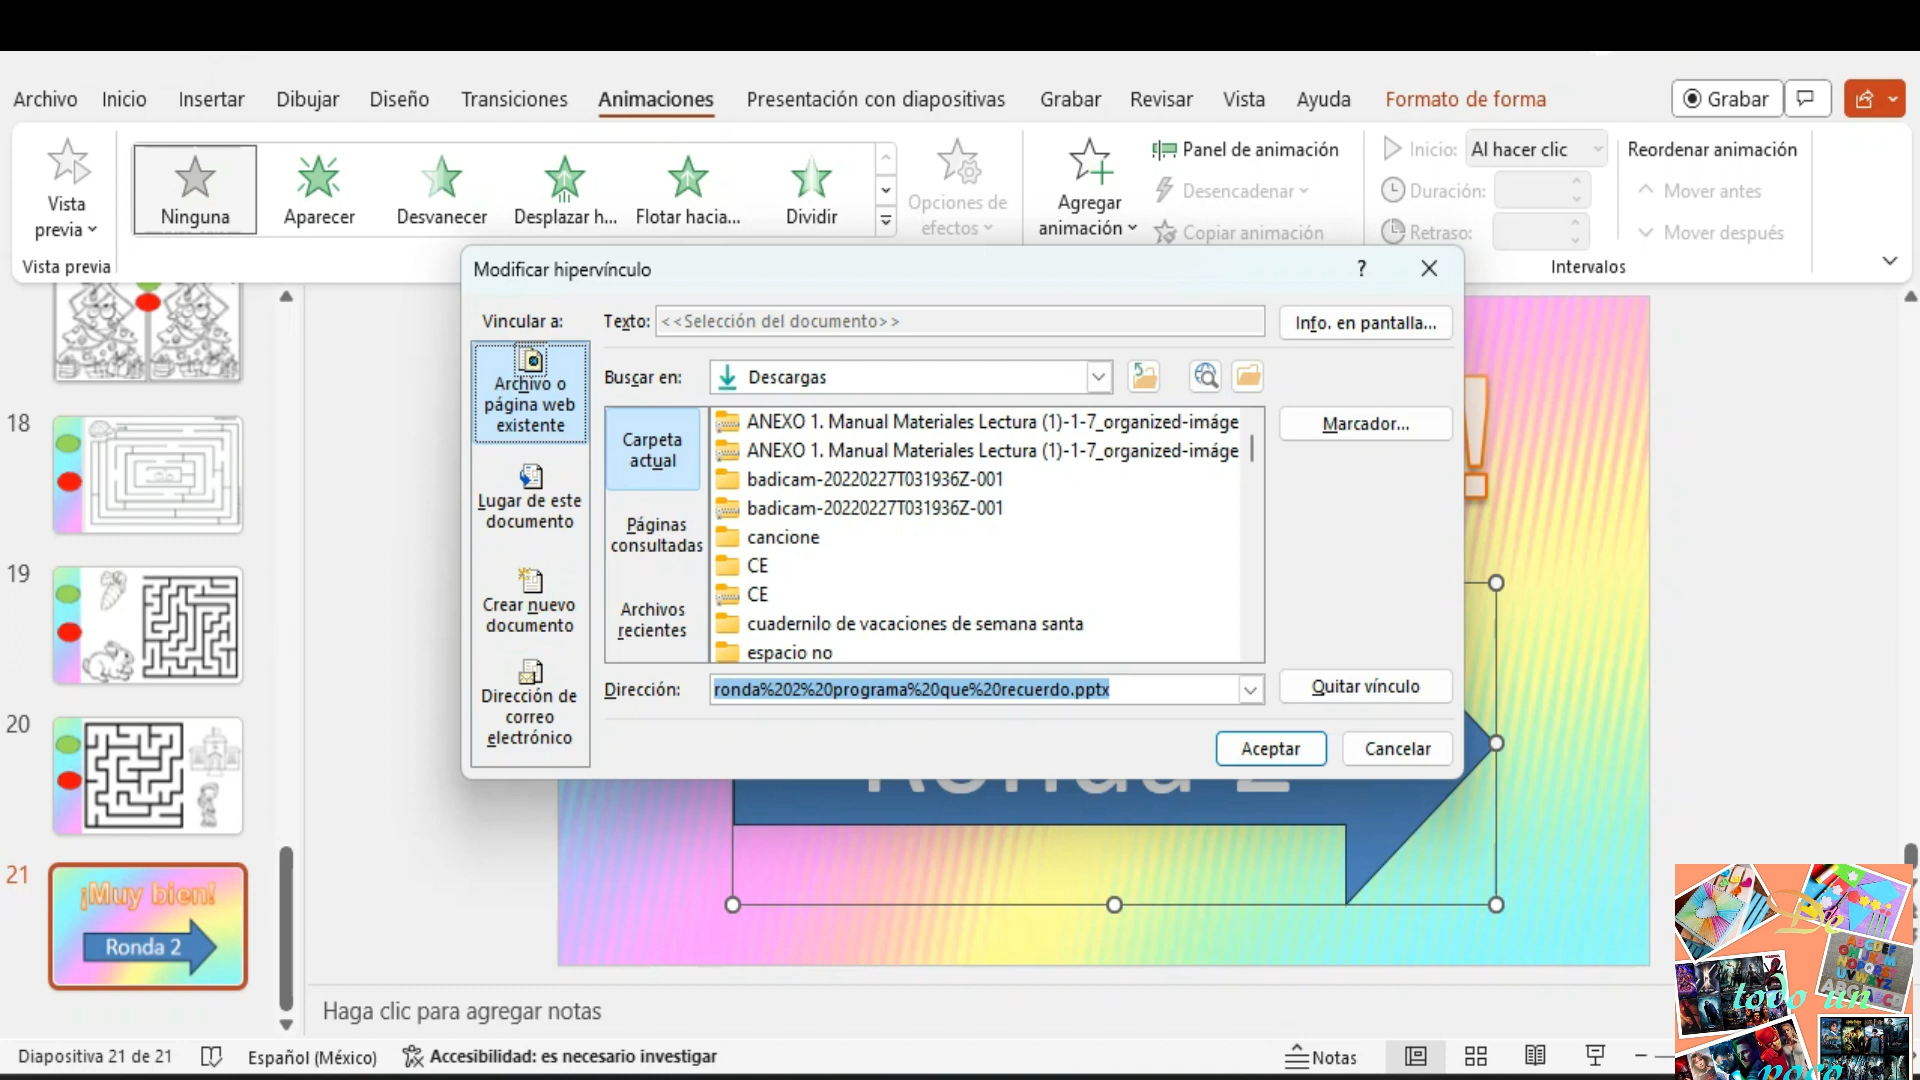 Archivo Inicio Insertar Dibujar Diseño Transiciones Animaciones Presentación con diapositivas Grabar Revisar Vista Ayuda Formato de forma Grabar
Vista previa
Ninguna Aparecer Desvanecer Desplazar h... Flotar hacia... Dividir
Opciones de efectos
Agregar animación
Panel de animación
Desencadenar
Copiar animación
Inicio: Al hacer clic
Duración:
Retraso:
Reordenar animación
Mover antes
Mover después
Vista previa
Intervalos
Modificar hipervínculo
?
Vincular a:
Texto: <<Selección del documento>>
Info. en pantalla...
Archivo o página web existente
Lugar de este documento
Crear nuevo documento
Dirección de correo electrónico
Buscar en: Descargas
Carpeta actual
Páginas consultadas
Archivos recientes
ANEXO 1. Manual Materiales Lectura (1)-1-7_organized-imáge
ANEXO 1. Manual Materiales Lectura (1)-1-7_organized-imáge
badicam-20220227T031936Z-001
badicam-20220227T031936Z-001
cancione
CE
CE
cuadernilo de vacaciones de semana santa
espacio no
Marcador...
Dirección: ronda%202%20programa%20que%20recuerdo.pptx
Quitar vínculo
Aceptar Cancelar
!
Ronda 2
18
19
20
21
¡Muy bien!
Ronda 2
Haga clic para agregar notas
Diapositiva 21 de 21 Español (México) Accesibilidad: es necesario investigar Notas
De
todo un
poco